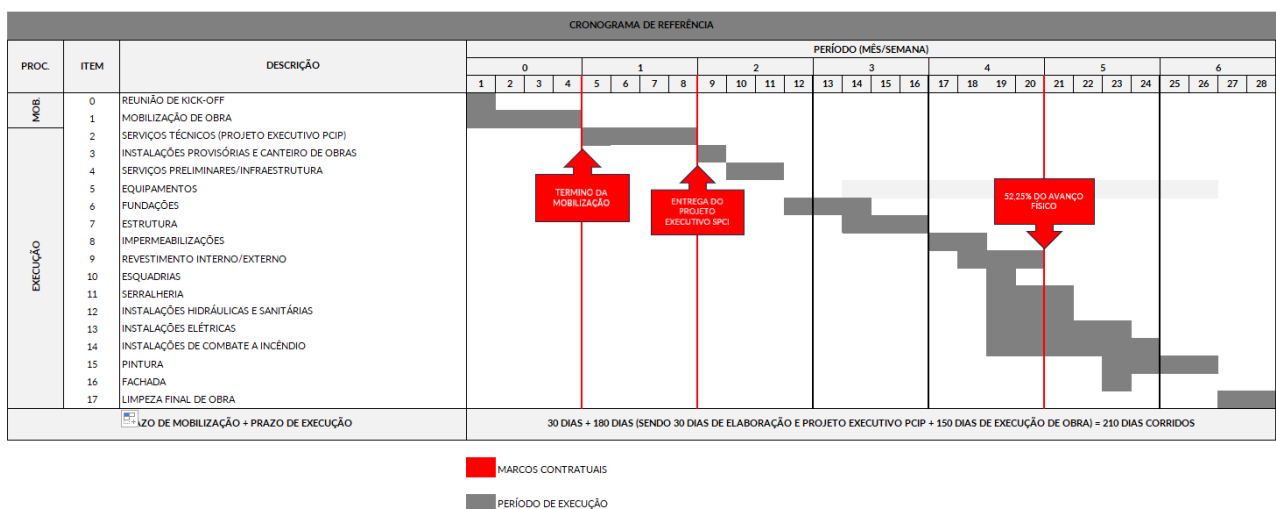 CRONOGRAMA DE REFERÊNCIA
PROC. ITEM DESCRIÇÃO PERÍODO (MÊS/SEMANA)
0 1 2 3 4 5 6
1 2 3 4 5 6 7 8 9 10 11 12 13 14 15 16 17 18 19 20 21 22 23 24 25 26 27 28
MOB.
0 REUNIÃO DE KICK-OFF
1 MOBILIZAÇÃO DE OBRA
EXECUÇÃO
2 SERVIÇOS TÉCNICOS (PROJETO EXECUTIVO PCIP)
3 INSTALAÇÕES PROVISÓRIAS E CANTEIRO DE OBRAS
4 SERVIÇOS PRELIMINARES/INFRAESTRUTURA
5 EQUIPAMENTOS
6 FUNDAÇÕES
7 ESTRUTURA
8 IMPERMEABILIZAÇÕES
9 REVESTIMENTO INTERNO/EXTERNO
10 ESQUADRIAS
11 SERRALHERIA
12 INSTALAÇÕES HIDRÁULICAS E SANITÁRIAS
13 INSTALAÇÕES ELÉTRICAS
14 INSTALAÇÕES DE COMBATE A INCÊNDIO
15 PINTURA
16 FACHADA
17 LIMPEZA FINAL DE OBRA
TERMINO DA
MOBILIZAÇÃO
ENTREGA DO
PROJETO
EXECUTIVO SPCI
52,25% DO AVANÇO
FÍSICO
AZO DE MOBILIZAÇÃO + PRAZO DE EXECUÇÃO
30 DIAS + 180 DIAS (SENDO 30 DIAS DE ELABORAÇÃO E PROJETO EXECUTIVO PCIP + 150 DIAS DE EXECUÇÃO DE OBRA) = 210 DIAS CORRIDOS
MARCOS CONTRATUAIS
PERÍODO DE EXECUÇÃO